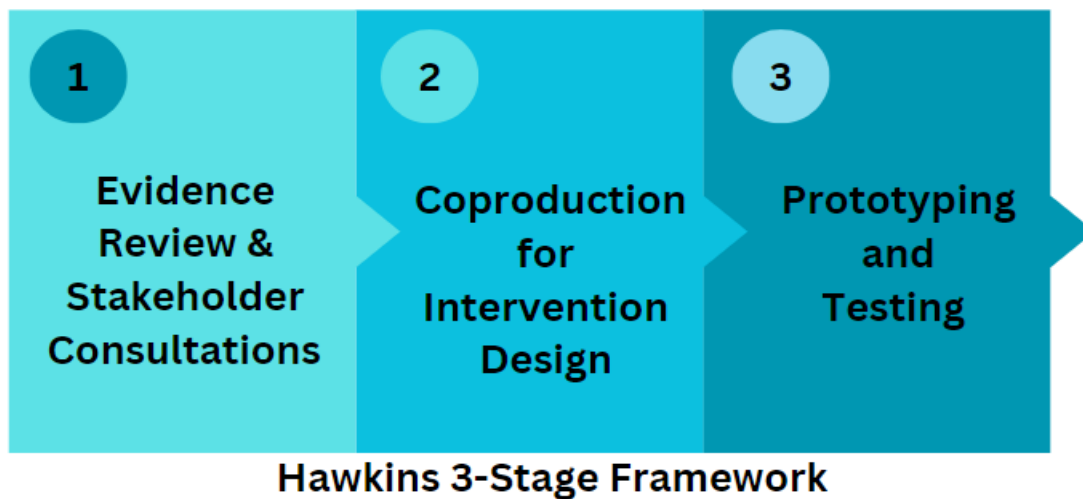 1
Evidence
Review &
Stakeholder
Consultations
2
Coproduction
for
Intervention
Design
3
Prototyping
and
Testing
Hawkins 3-Stage Framework